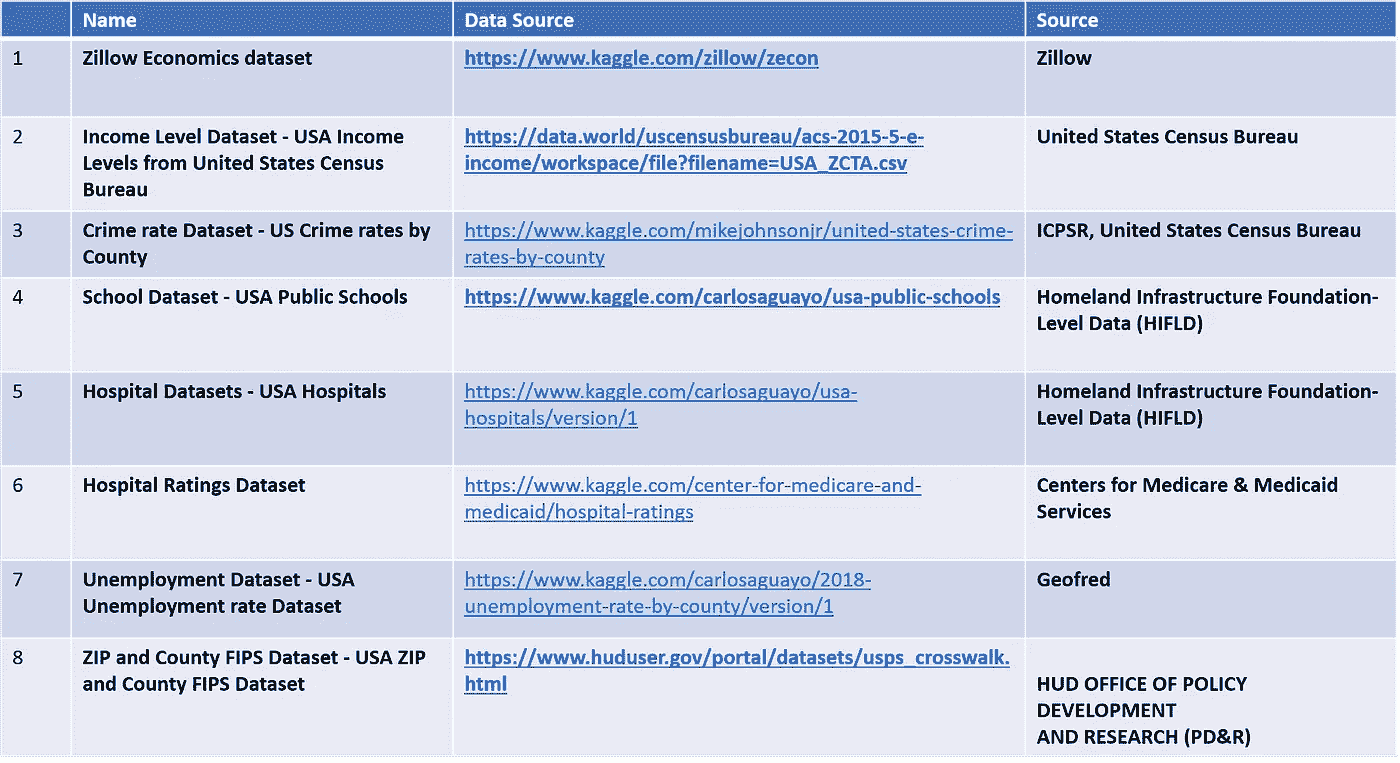 Name Data Source Source
1 Zillow Economics dataset https://www.kaggle.com/zillow/zecon Zillow
2 Income Level Dataset - USA Income https://data.world/uscensusbureau/acs-2015-5-e- United States Census Bureau
Levels from United States Census income/workspace/file?filename=USA_ZCTA.csv
Bureau
3 Crime rate Dataset - US Crime rates by https://www.kaggle.com/mikejohnsonjr/united-states-crime- ICPSR, United States Census Bureau
County rates-by-county
4 School Dataset - USA Public Schools https://www.kaggle.com/carlosaguayo/usa-public-schools Homeland Infrastructure Foundation-
Level Data (HIFLD)
5 Hospital Datasets - USA Hospitals https://www.kaggle.com/carlosaguayo/usa- Homeland Infrastructure Foundation-
hospitals/version/1 Level Data (HIFLD)
6 Hospital Ratings Dataset https://www.kaggle.com/center-for-medicare-and- Centers for Medicare & Medicaid
medicaid/hospital-ratings Services
7 Unemployment Dataset - USA https://www.kaggle.com/carlosaguayo/2018- Geofred
Unemployment rate Dataset unemployment-rate-by-county/version/1
8 ZIP and County FIPS Dataset - USA ZIP https://www.huduser.gov/portal/datasets/usps_crosswalk.
and County FIPS Dataset html HUD OFFICE OF POLICY
DEVELOPMENT
AND RESEARCH (PD&R)